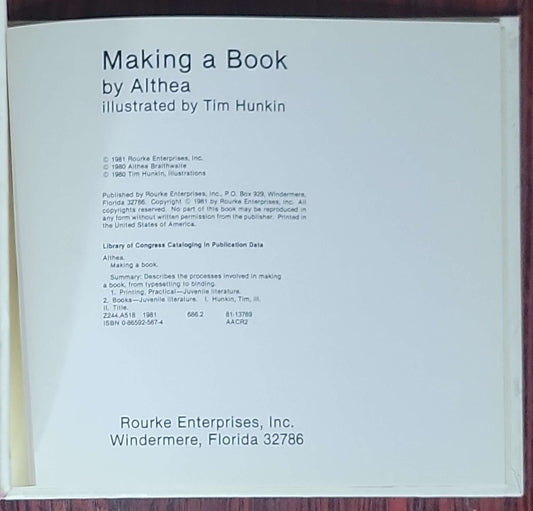 Making a Book
by Althea
illustrated by Tim Hunkin
© 1981 Rourke Enterprises, Inc.
© 1980 Althea Braithwaite
© 1980 Tim Hunkin, illustrations
Published by Rourke Enterprises, Inc., P.O. Box 929, Windermere,
Florida 32786. Copyright © 1981 by Rourke Enterprises, Inc. All
copyrights reserved. No part of this book may be reproduced in
any form without written permission from the publisher. Printed in
the United States of America.
Library of Congress Cataloging in Publication Data
Althea.
Making a book.
Summary: Describes the processes involved in making
a book, from typesetting to binding.
1. Printing, Practical—Juvenile literature.
2. Books—Juvenile literature. I. Hunkin, Tim, ill.
II. Title.
Z244.A518 1981 686.2 81-13769
ISBN 0-86592-567-4 AACR2
Rourke Enterprises, Inc.
Windermere, Florida 32786